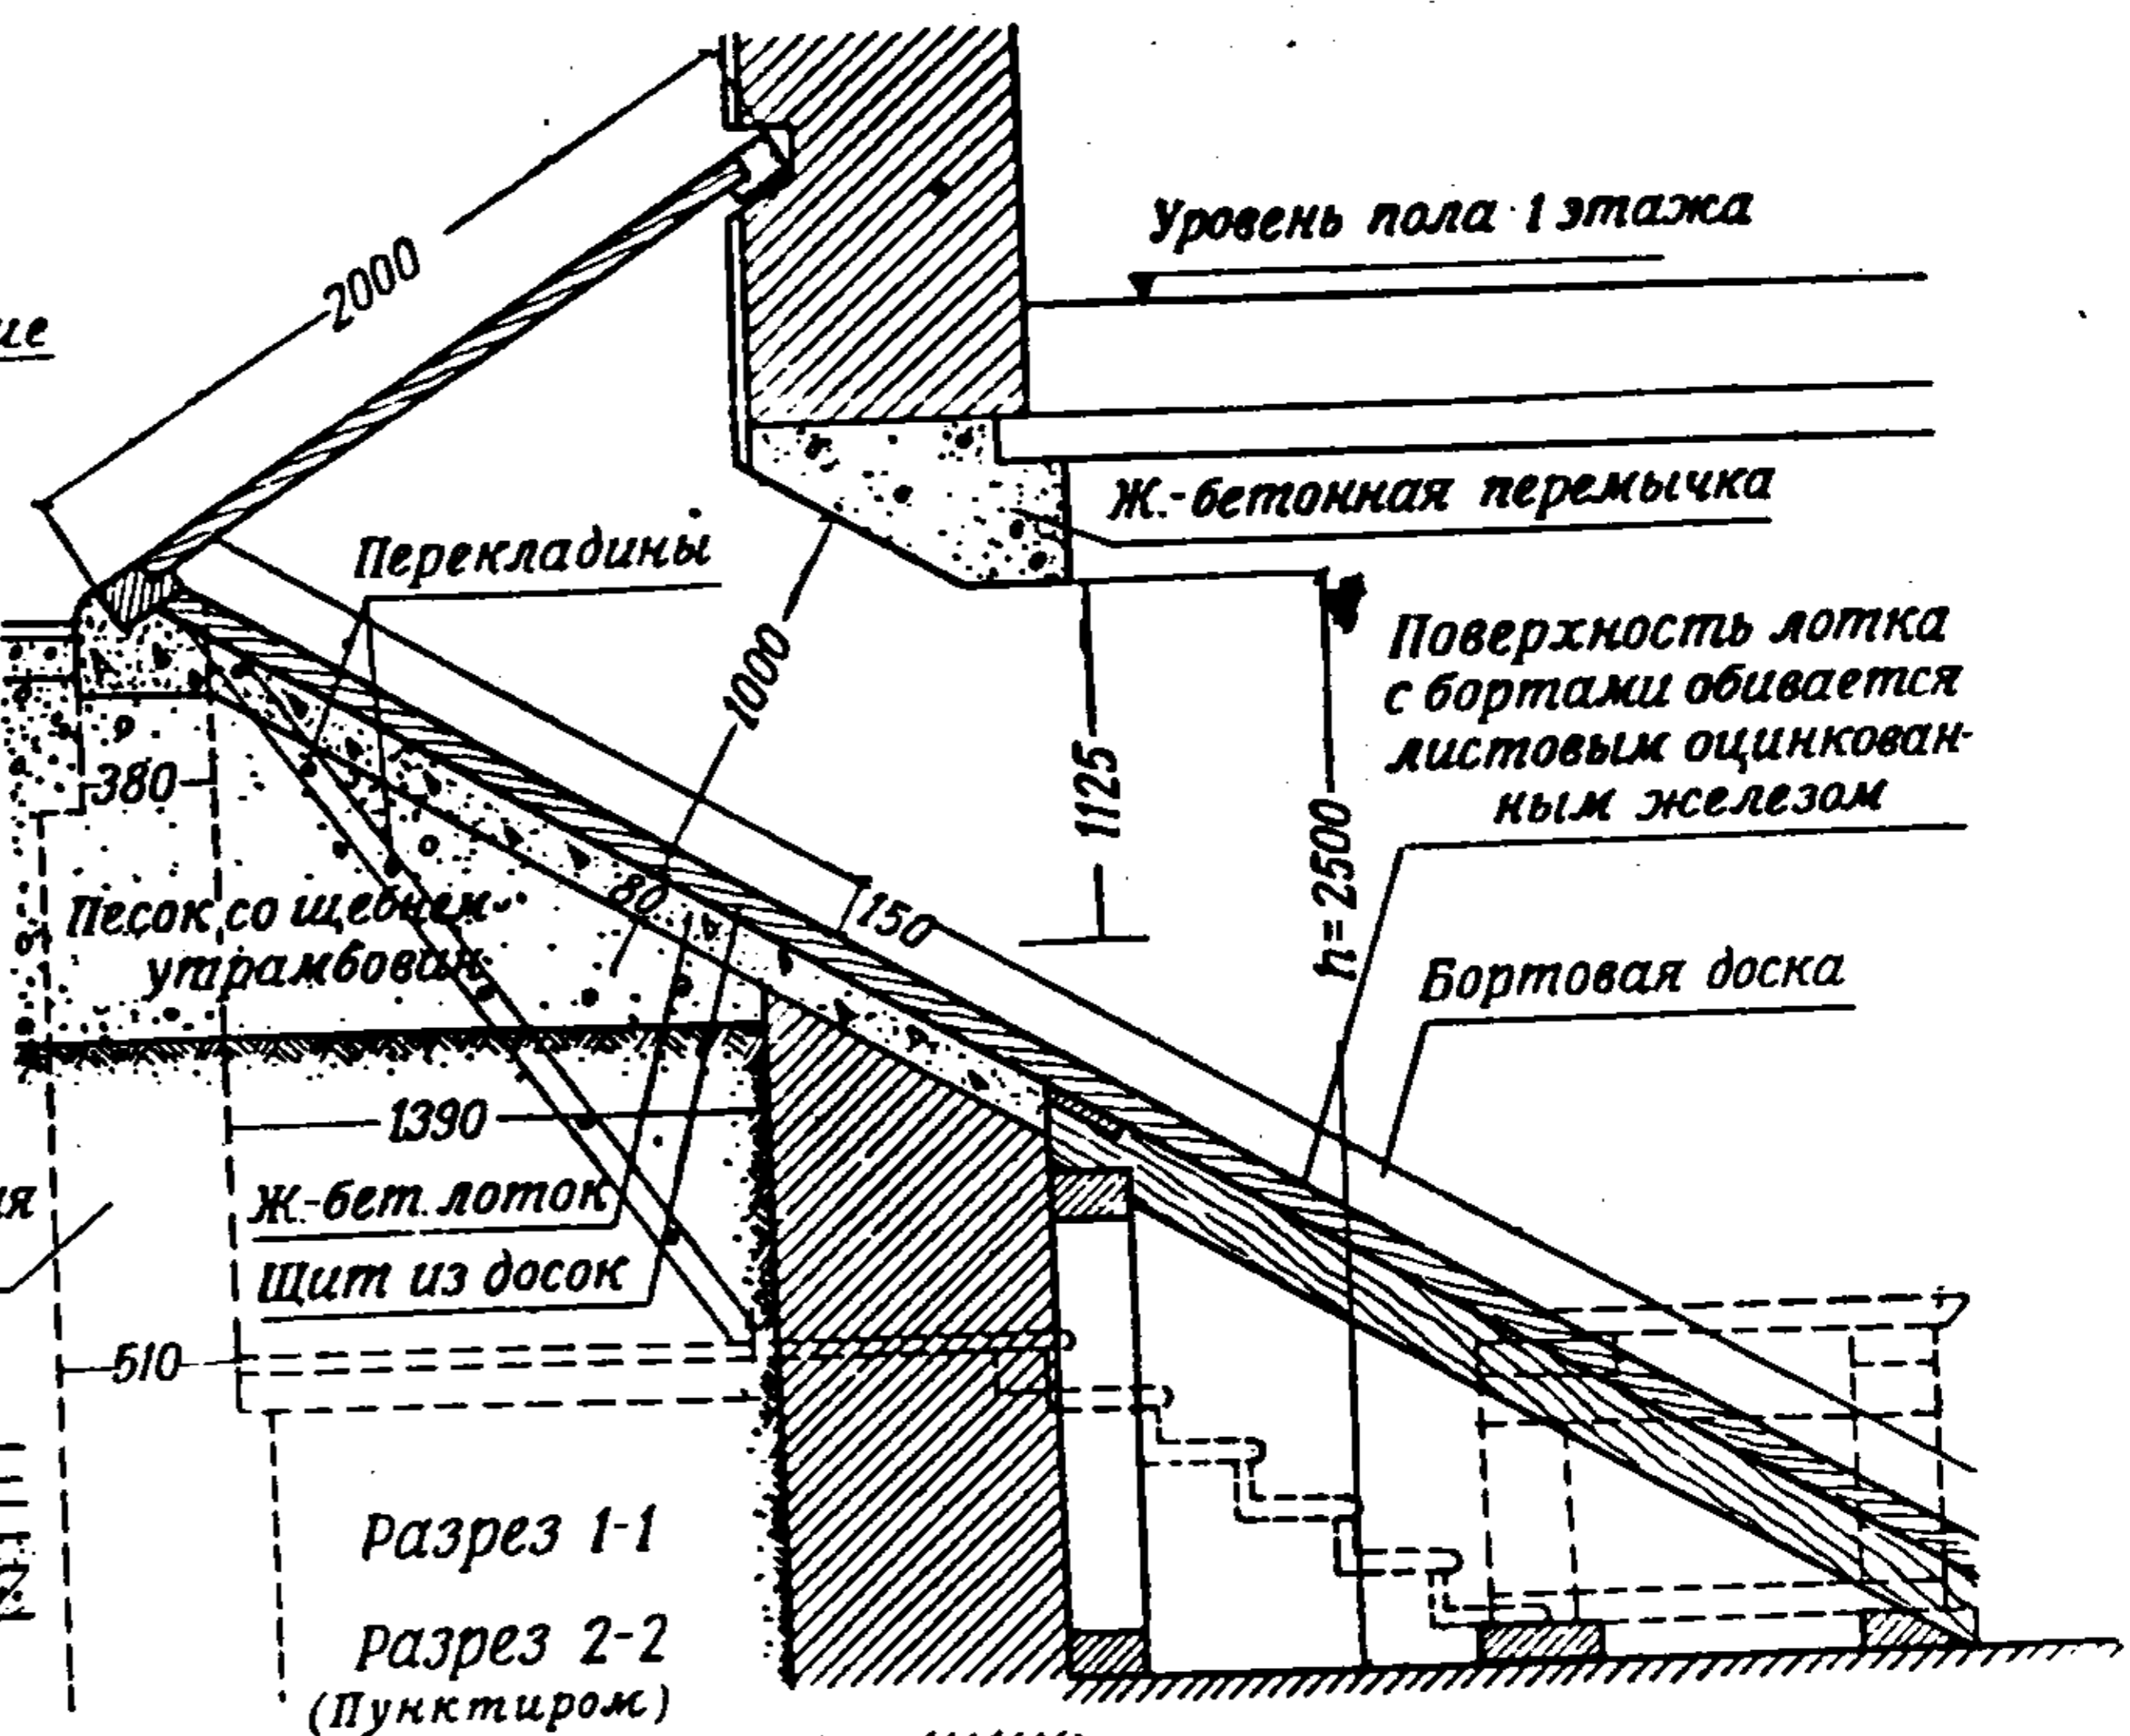 2000
Уровень пола 1 этажа
Ж.-бетонная перемычка
Перекладины
1000
1125
h=2500
Поверхность лотка
с бортами обивается
листовым оцинкован-
ным железом
380
80
150
Песок со щебнем
утрамбован
Бортовая доска
1390
Ж.-бет. лоток
Щит из досок
510
Разрез 1-1
Разрез 2-2
(Пунктиром)